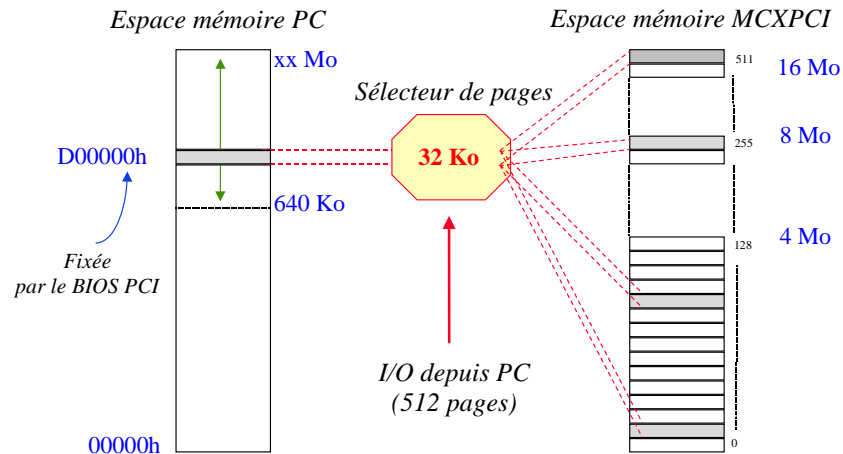 Espace mémoire PC
Espace mémoire MCXPCI
xx Mo
511
16 Mo
Sélecteur de pages
32 Ko
D00000h
255
8 Mo
640 Ko
128
4 Mo
Fixée
par le BIOS PCI
I/O depuis PC
(512 pages)
00000h
0